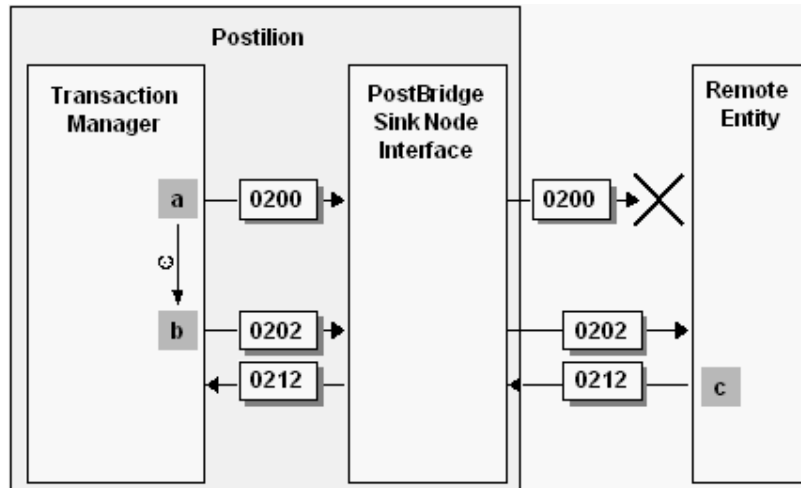 Postilion
Transaction
Manager
PostBridge
Sink Node
Interface
Remote
Entity
a
0200
0200
b
0202
0202
0212
0212
c